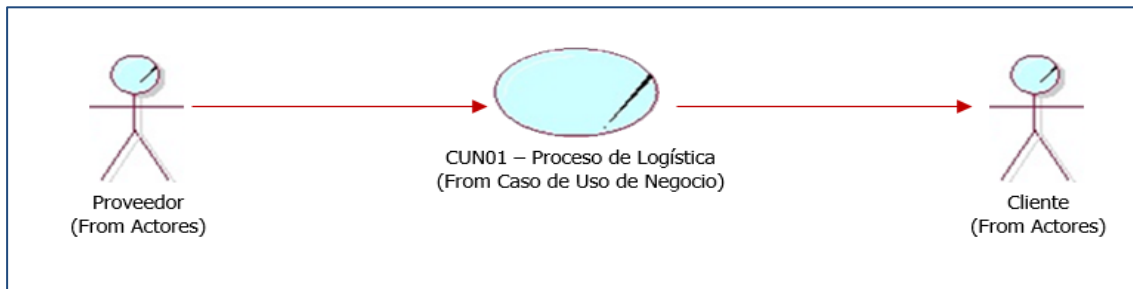 Proveedor
(From Actores)
CUN01 – Proceso de Logística
(From Caso de Uso de Negocio)
Cliente
(From Actores)